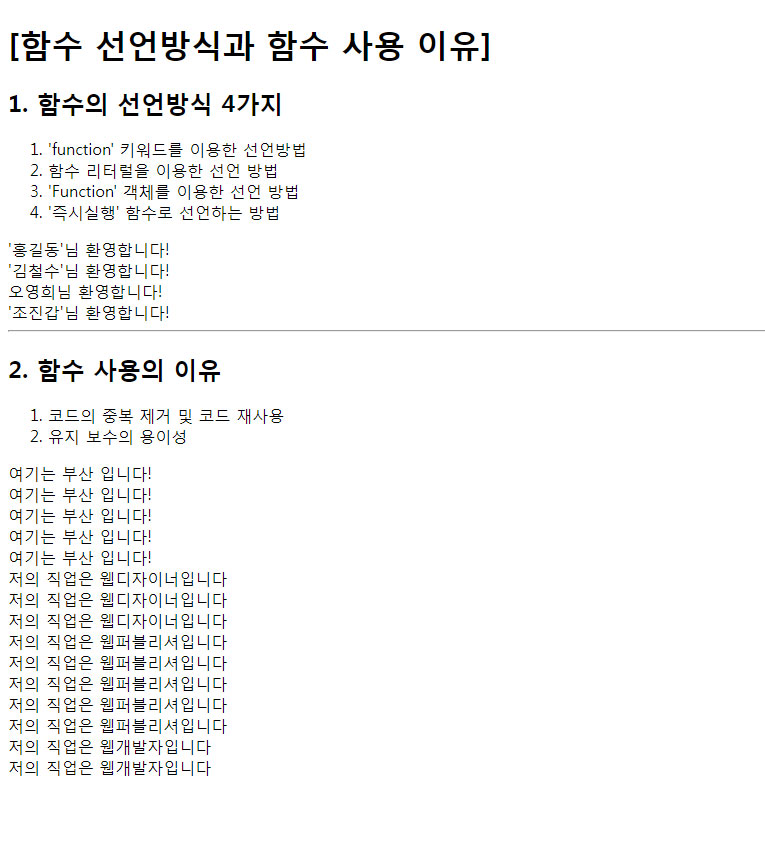 [함수 선언방식과 함수 사용 이유]
1. 함수의 선언방식 4가지
1. 'function' 키워드를 이용한 선언방법
2. 함수 리터럴을 이용한 선언 방법
3. 'Function' 객체를 이용한 선언 방법
4. '즉시실행' 함수로 선언하는 방법
'홍길동'님 환영합니다!
'김철수'님 환영합니다!
오영희님 환영합니다!
'조진갑'님 환영합니다!
2. 함수 사용의 이유
1. 코드의 중복 제거 및 코드 재사용
2. 유지 보수의 용이성
여기는 부산 입니다!
여기는 부산 입니다!
여기는 부산 입니다!
여기는 부산 입니다!
여기는 부산 입니다!
저의 직업은 웹디자이너입니다
저의 직업은 웹디자이너입니다
저의 직업은 웹디자이너입니다
저의 직업은 웹퍼블리셔입니다
저의 직업은 웹퍼블리셔입니다
저의 직업은 웹퍼블리셔입니다
저의 직업은 웹퍼블리셔입니다
저의 직업은 웹퍼블리셔입니다
저의 직업은 웹개발자입니다
저의 직업은 웹개발자입니다